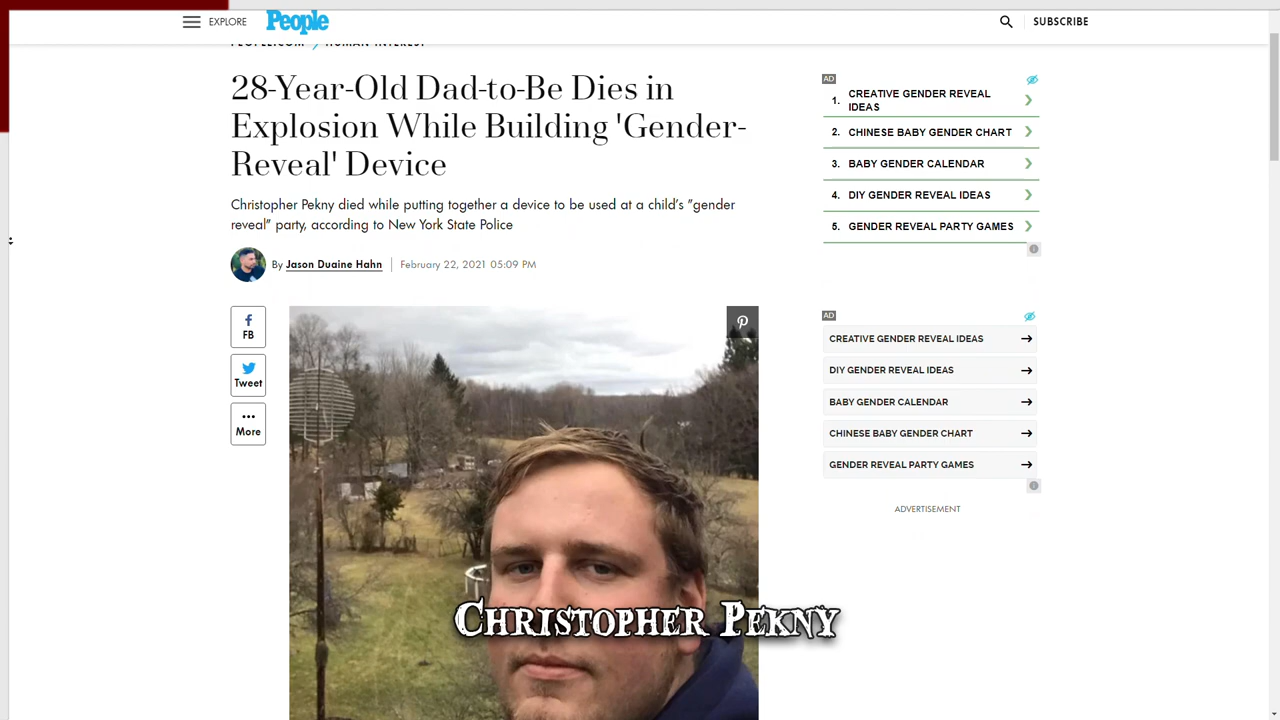 EXPLORE
People
SUBSCRIBE
PEOPLE.COM / HUMAN INTEREST
28-Year-Old Dad-to-Be Dies in
Explosion While Building 'Gender-
Reveal' Device
Christopher Pekny died while putting together a device to be used at a child's "gender
reveal" party, according to New York State Police
By Jason Duaine Hahn
February 22, 2021 05:09 PM
FB
Tweet
More
Christopher Pekny
AD
1. CREATIVE GENDER REVEAL
IDEAS
2. CHINESE BABY GENDER CHART
3. BABY GENDER CALENDAR
4. DIY GENDER REVEAL IDEAS
5. GENDER REVEAL PARTY GAMES
AD
CREATIVE GENDER REVEAL IDEAS
DIY GENDER REVEAL IDEAS
BABY GENDER CALENDAR
CHINESE BABY GENDER CHART
GENDER REVEAL PARTY GAMES
ADVERTISEMENT